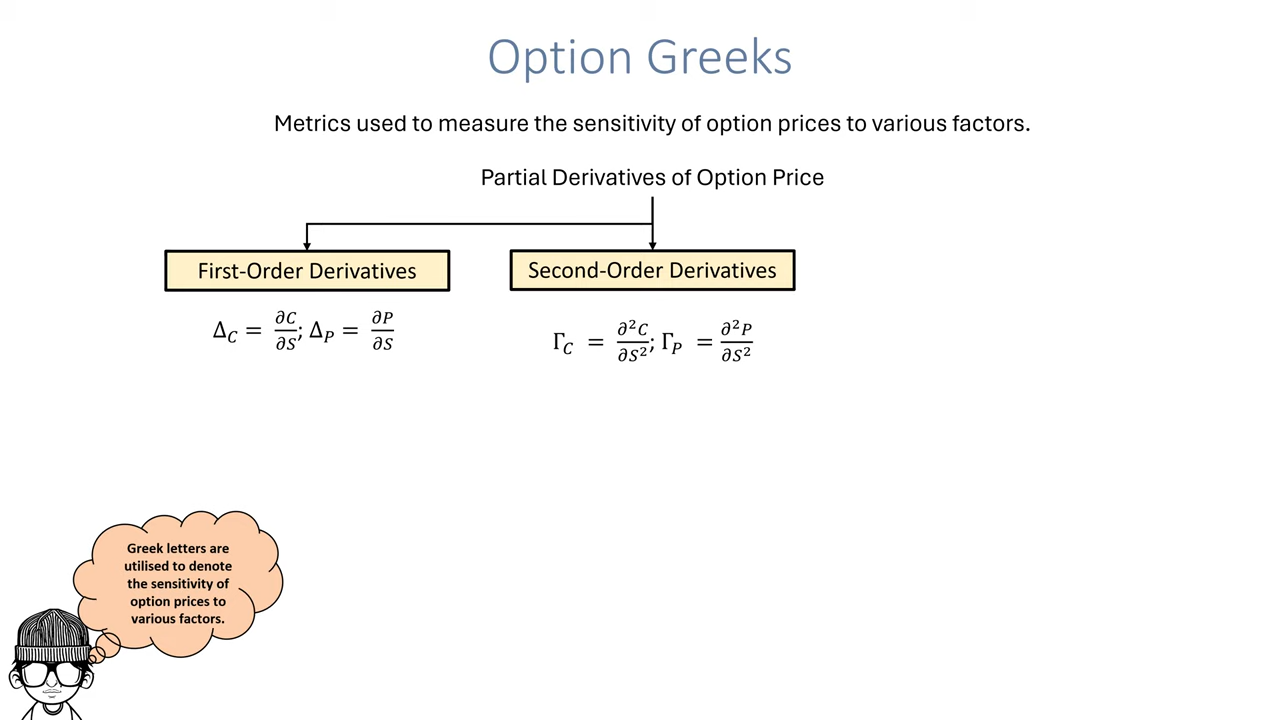 Option Greeks
Metrics used to measure the sensitivity of option prices to various factors.
Partial Derivatives of Option Price
First-Order Derivatives
Second-Order Derivatives
Δ_C = ∂C/∂S; Δ_P = ∂P/∂S
Γ_C = ∂²C/∂S²; Γ_P = ∂²P/∂S²
Greek letters are
utilised to denote
the sensitivity of
option prices to
various factors.